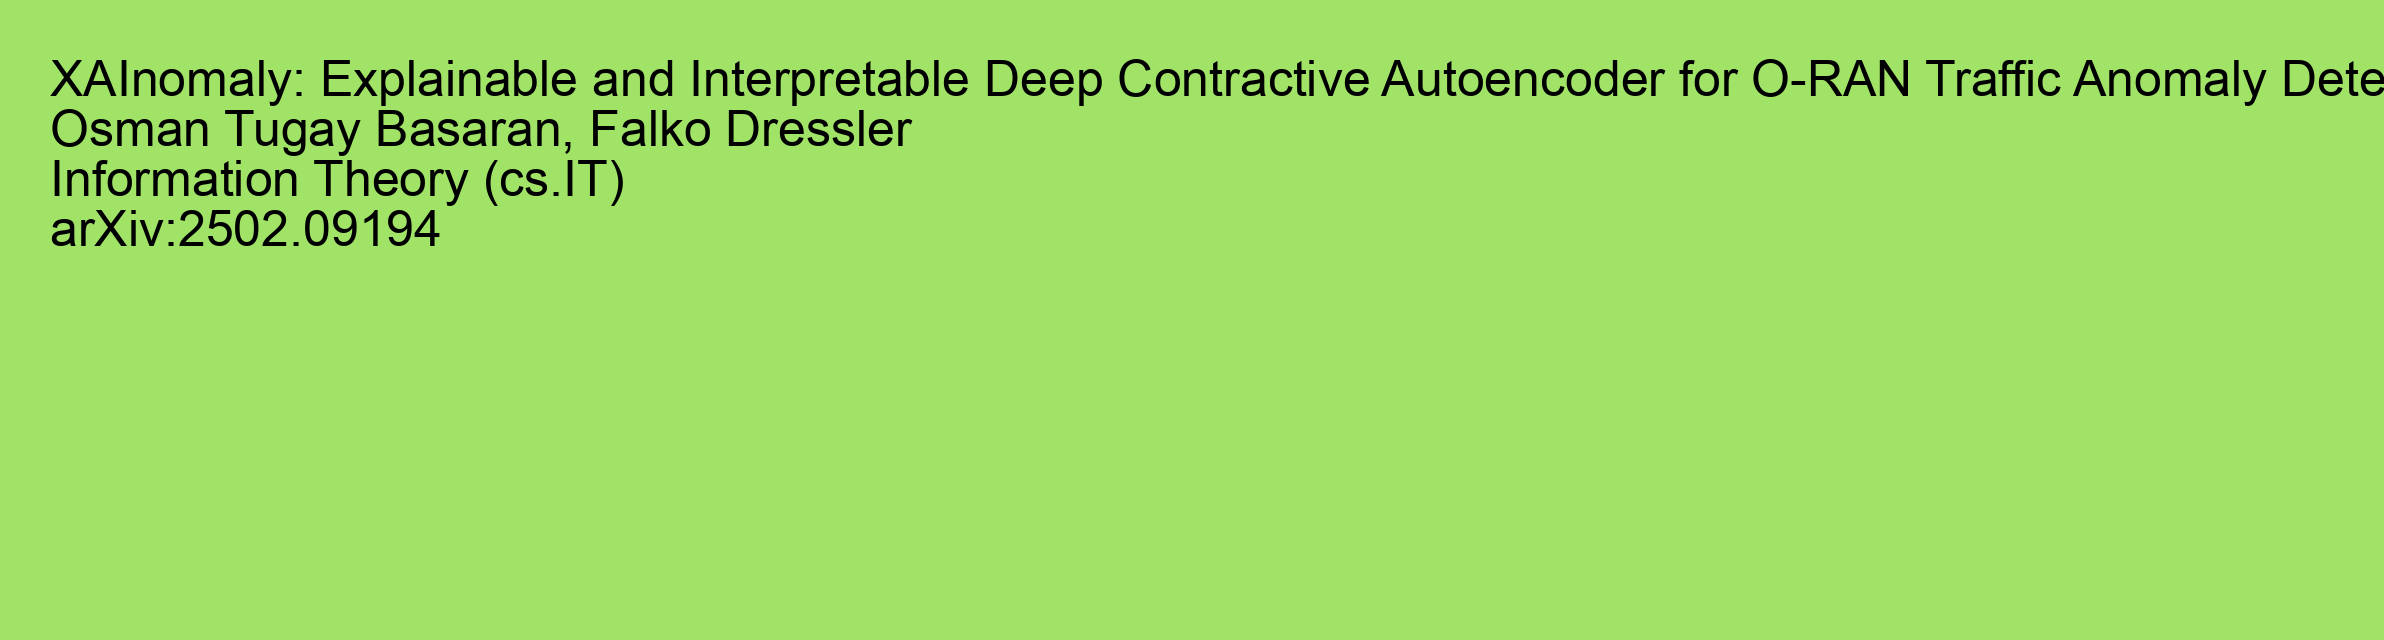 XAInomaly: Explainable and Interpretable Deep Contractive Autoencoder for O-RAN Traffic Anomaly Dete
Osman Tugay Basaran, Falko Dressler
Information Theory (cs.IT)
arXiv:2502.09194